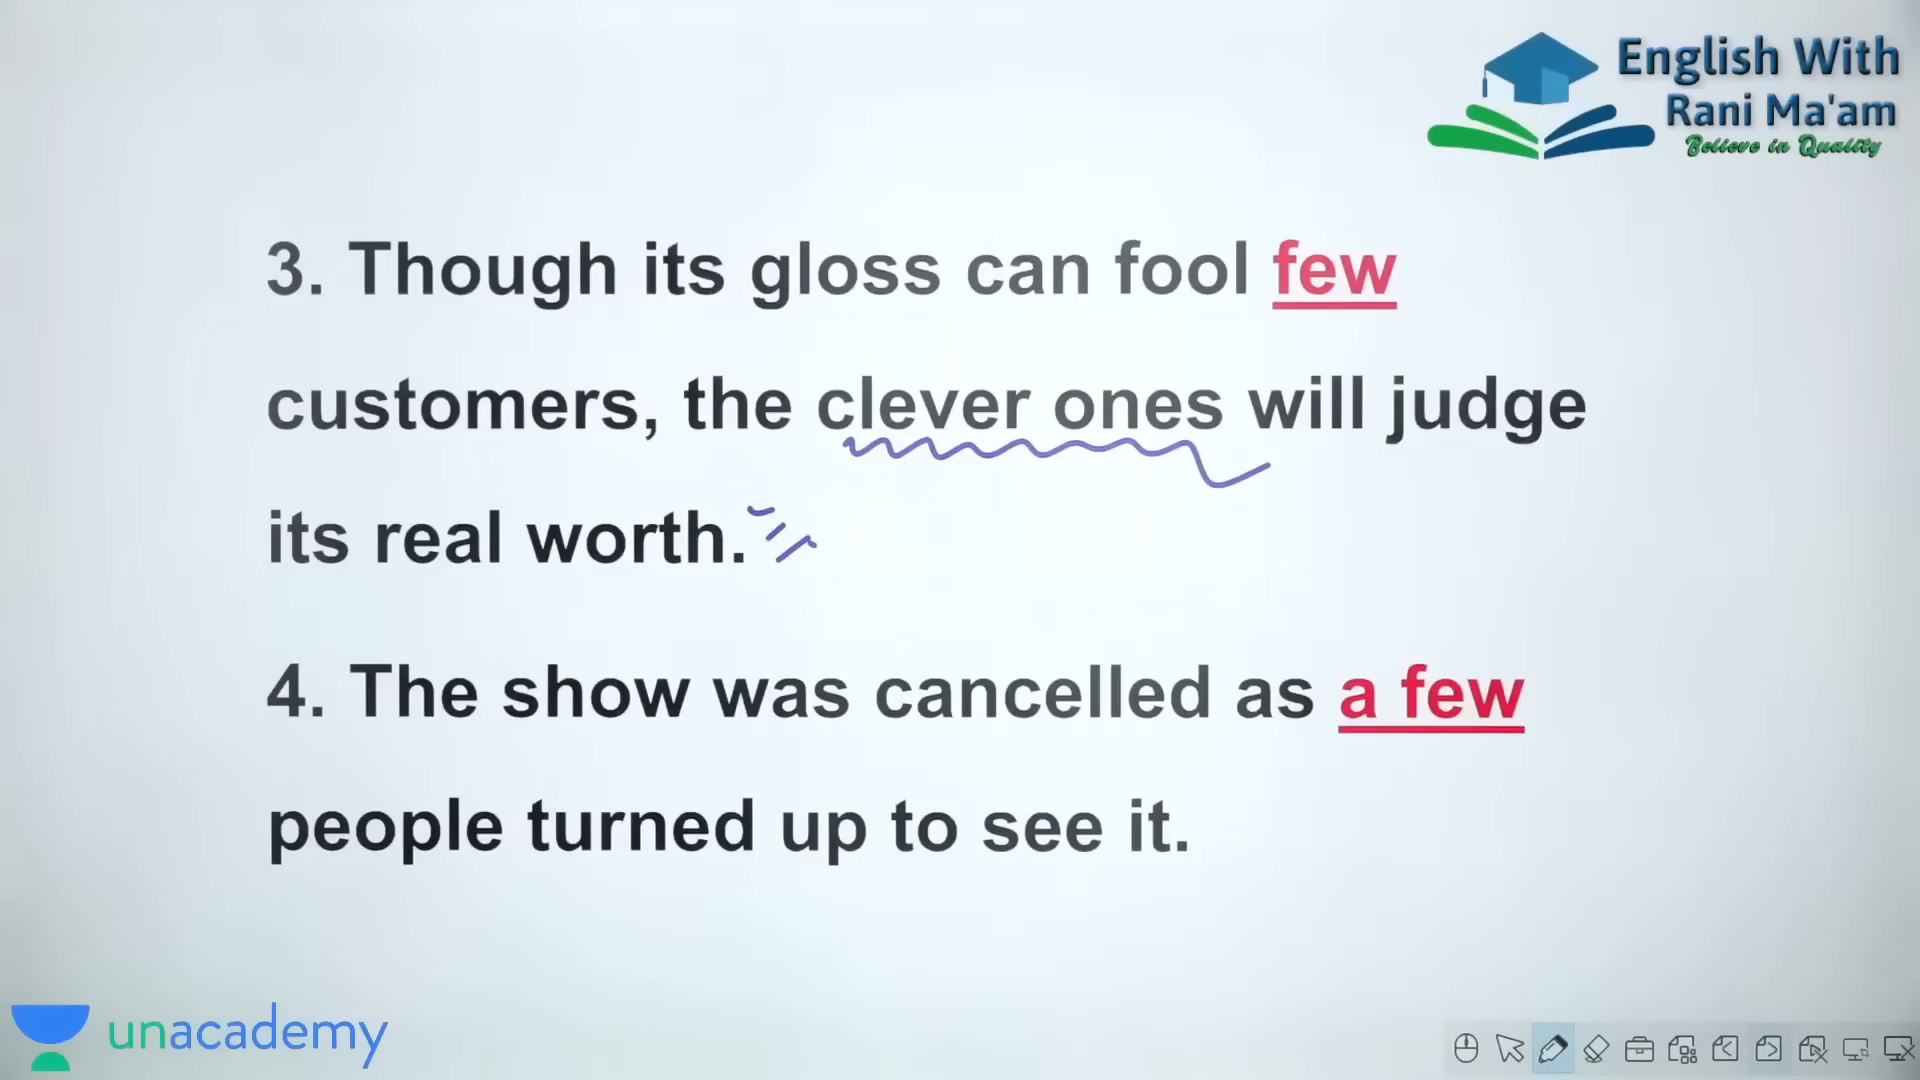 English With
Rani Ma'am
Believe in Quality
3. Though its gloss can fool few
customers, the clever ones will judge
its real worth.
4. The show was cancelled as a few
people turned up to see it.
unacademy